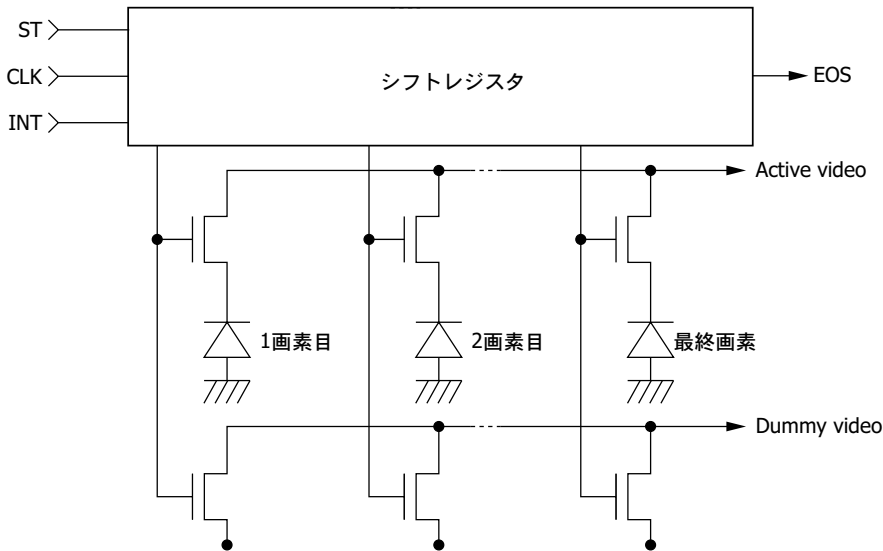 ST
CLK
INT
シフトレジスタ
EOS
Active video
1画素目
2画素目
最終画素
Dummy video